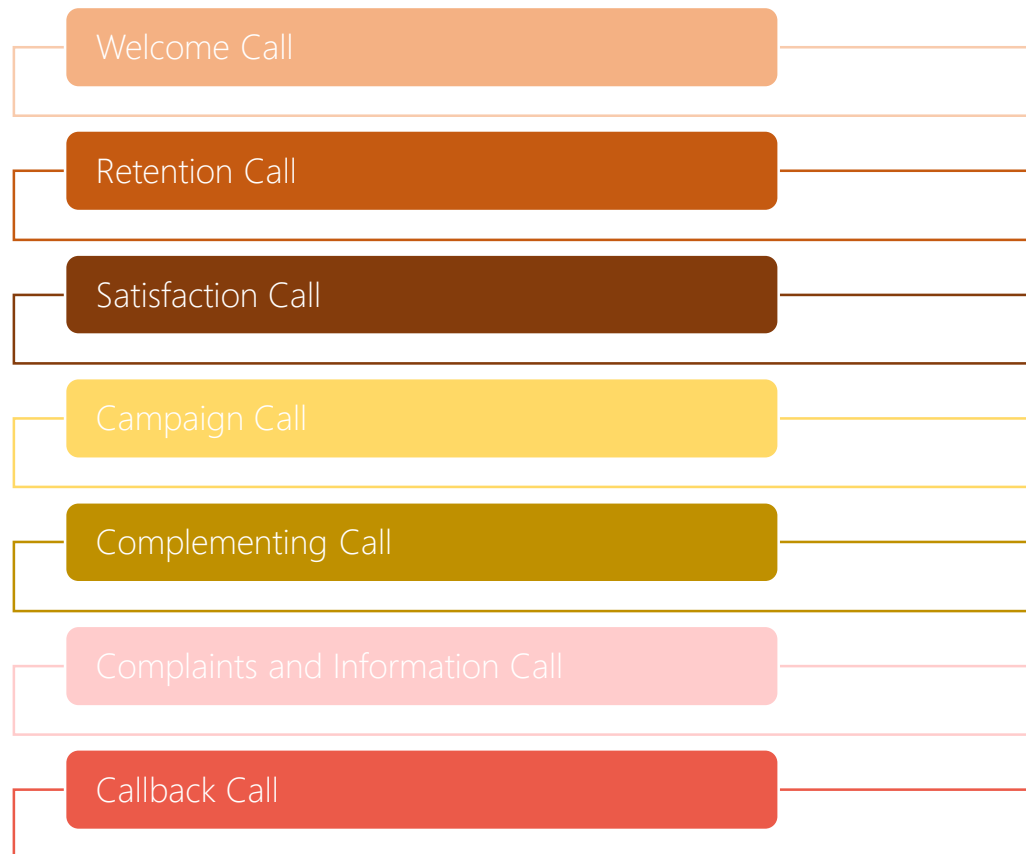 Welcome Call
Retention Call
Satisfaction Call
Campaign Call
Complementing Call
Complaints and Information Call
Callback Call